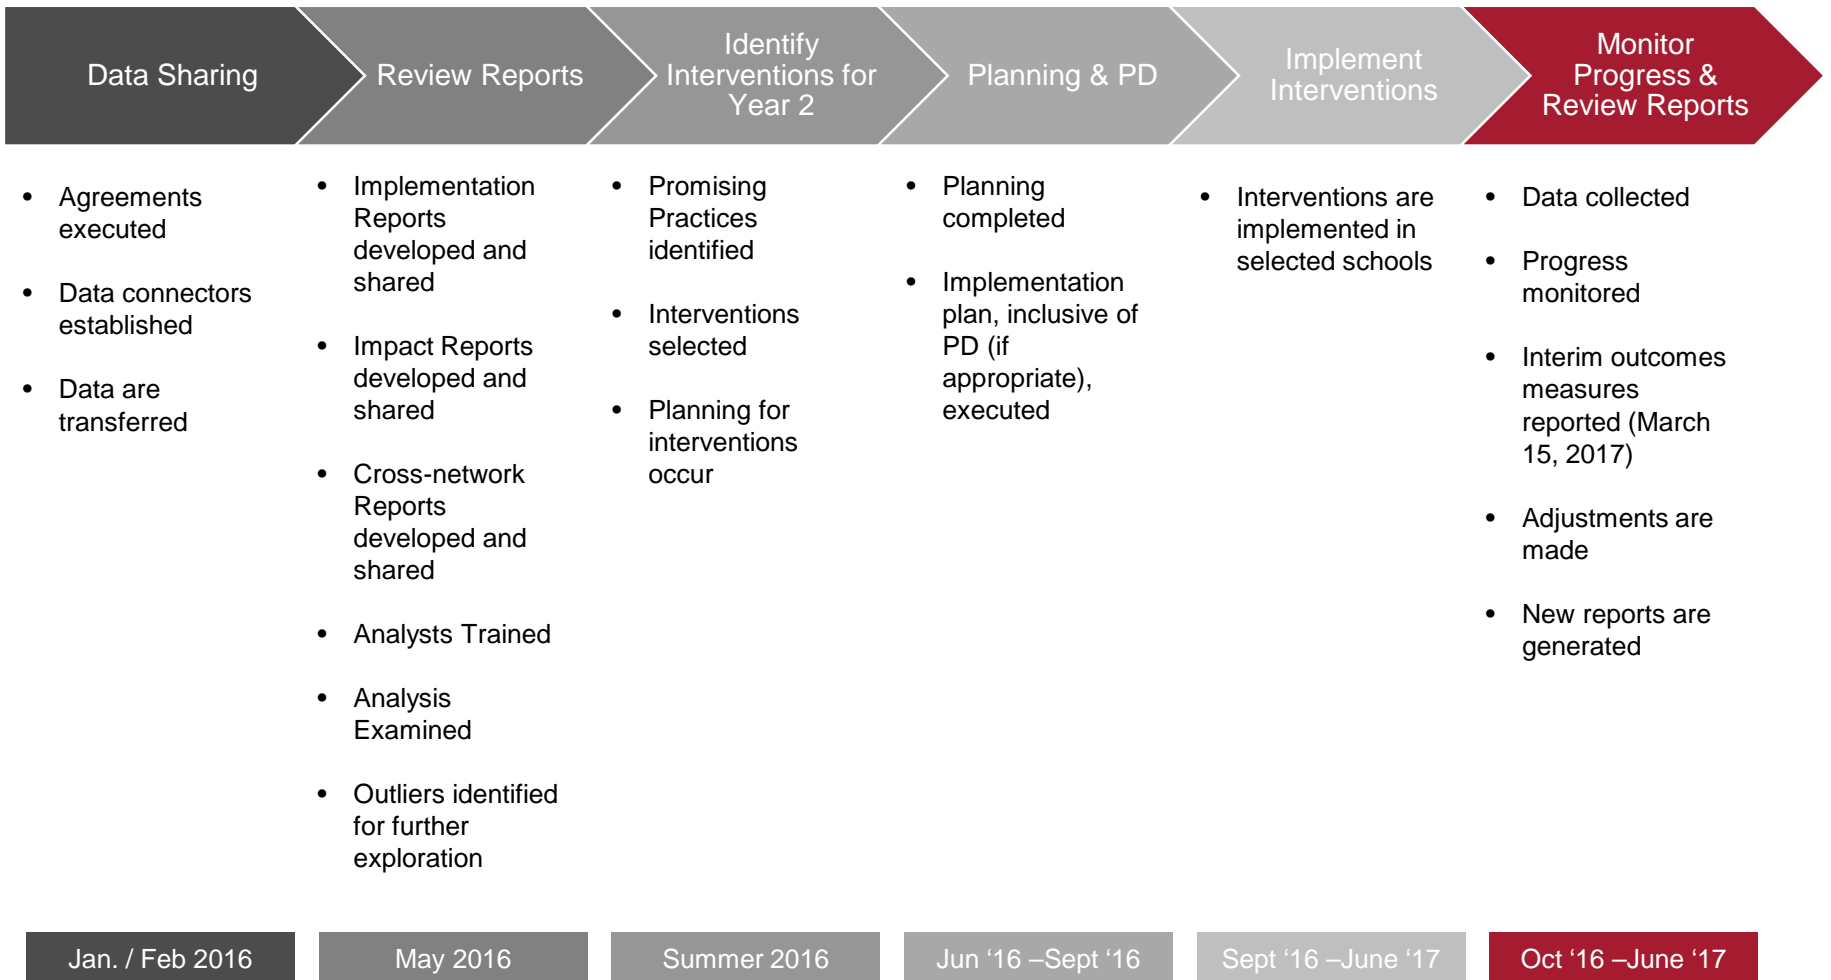 Data Sharing
Review Reports
Identify
Interventions for
Year 2
Planning & PD
Implement
Interventions
Monitor
Progress &
Review Reports
• Agreements
executed
• Data connectors
established
• Data are
transferred
• Implementation
Reports
developed and
shared
• Impact Reports
developed and
shared
• Cross-network
Reports
developed and
shared
• Analysts Trained
• Analysis
Examined
• Outliers identified
for further
exploration
• Promising
Practices
identified
• Interventions
selected
• Planning for
interventions
occur
• Planning
completed
• Implementation
plan, inclusive of
PD (if
appropriate),
executed
• Interventions are
implemented in
selected schools
• Data collected
• Progress
monitored
• Interim outcomes
measures
reported (March
15, 2017)
• Adjustments are
made
• New reports are
generated
Jan. / Feb 2016
May 2016
Summer 2016
Jun ‘16 –Sept ‘16
Sept ‘16 –June ‘17
Oct ‘16 –June ‘17